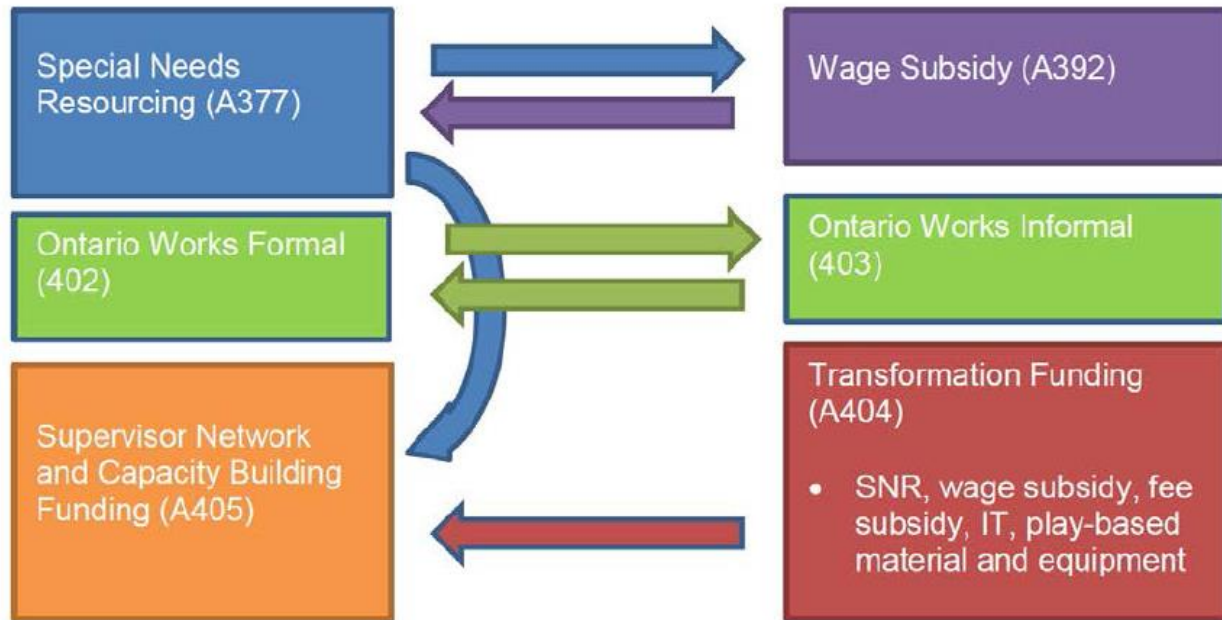 Special Needs
Resourcing (A377)
Wage Subsidy (A392)
Ontario Works Formal
(402)
Ontario Works Informal
(403)
Supervisor Network
and Capacity Building
Funding (A405)
Transformation Funding
(A404)
• SNR, wage subsidy, fee
subsidy, IT, play-based
material and equipment